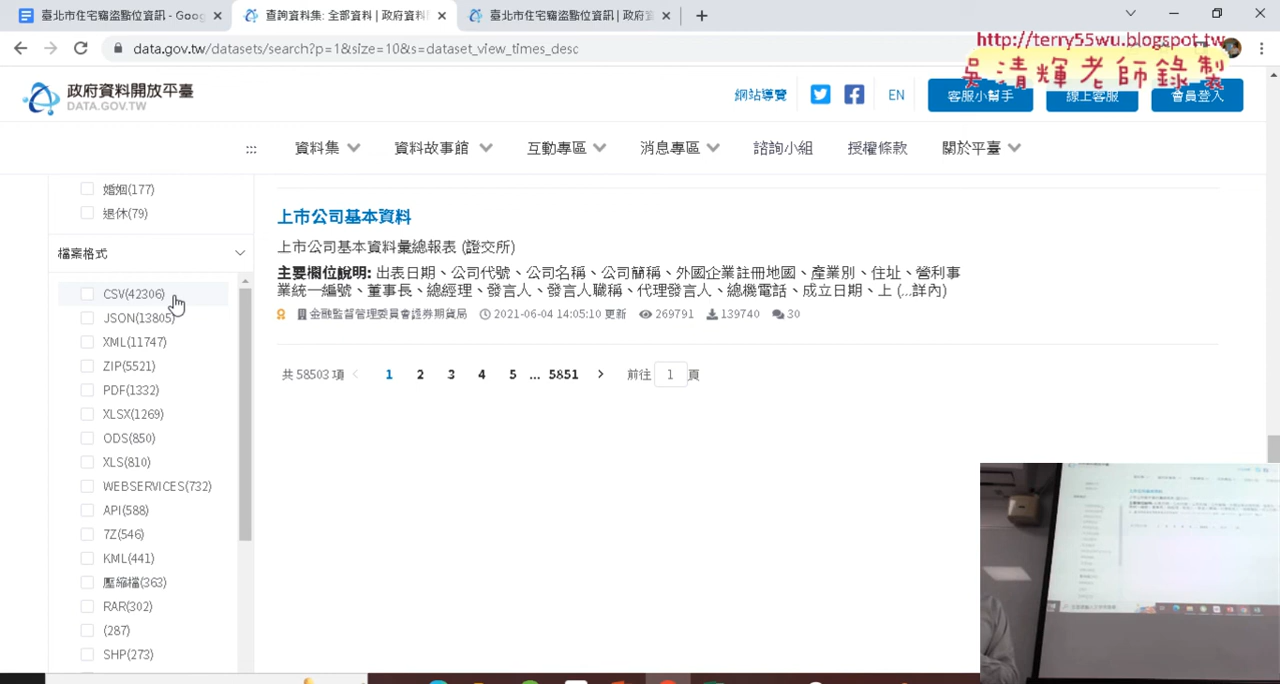 臺北市住宅竊盜點位資訊 - Goog
查詢資料集: 全部資料 | 政府資料
臺北市住宅竊盜點位資訊 | 政府資
data.gov.tw/datasets/search?p=1&size=10&s=dataset_view_times_desc
http://terry55wu.blogspot.tw
吳清輝老師錄製
政府資料開放平臺
DATA.GOV.TW
網站導覽
EN
客服小幫手
線上客服
會員登入
:::
資料集
資料故事館
互動專區
消息專區
諮詢小組
授權條款
關於平臺
婚姻(177)
退休(79)
檔案格式
CSV(42306)
JSON(13805)
XML(11747)
ZIP(5521)
PDF(1332)
XLSX(1269)
ODS(850)
XLS(810)
WEBSERVICES(732)
API(588)
7Z(546)
KML(441)
壓縮檔(363)
RAR(302)
(287)
SHP(273)
上市公司基本資料
上市公司基本資料彙總報表 (證交所)
主要欄位說明: 出表日期、公司代號、公司名稱、公司簡稱、外國企業註冊地國、產業別、住址、營利事
業統一編號、董事長、總經理、發言人、發言人職稱、代理發言人、總機電話、成立日期、上 (...詳內)
金融監督管理委員會證券期貨局 2021-06-04 14:05:10 更新 269791 139740 30
共 58503 項 1 2 3 4 5 ... 5851 前往 1 頁